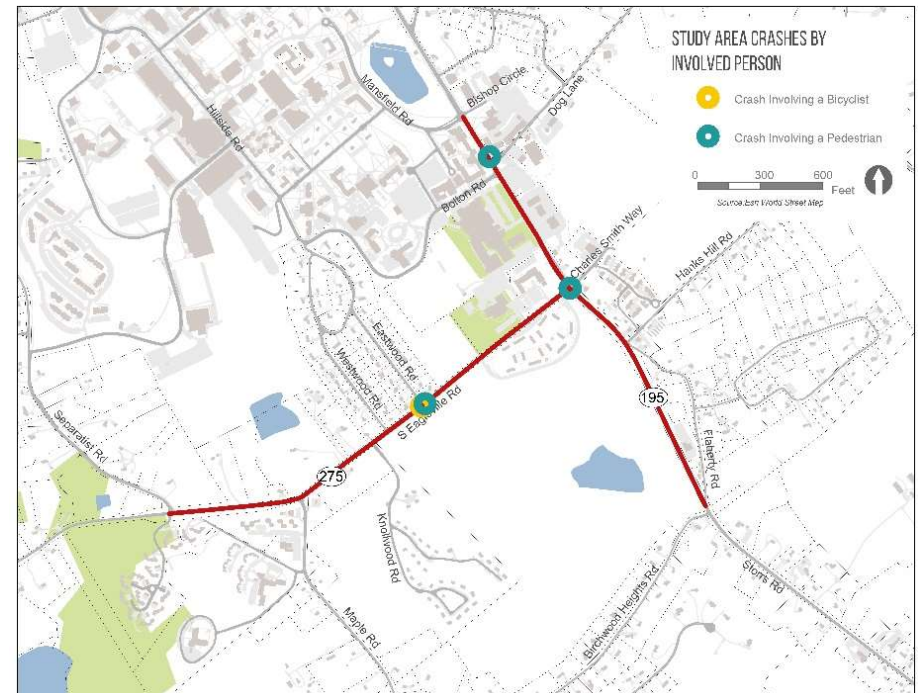 STUDY AREA CRASHES BY
INVOLVED PERSON
Crash Involving a Bicyclist
Crash Involving a Pedestrian
0 300 600
Feet
Source:Esri World Street Map
Bishop Circle
Mansfield Rd
Dog Lane
Hillside Rd
Bolton Rd
Charles Smith Way
Hanks Hill Rd
Eastwood Rd
Westwood Rd
S Eagleville Rd
195
Separatist Rd
Flaherty Rd
275
Knollwood Rd
Storrs Rd
Birchwood Heights Rd
Maple Rd